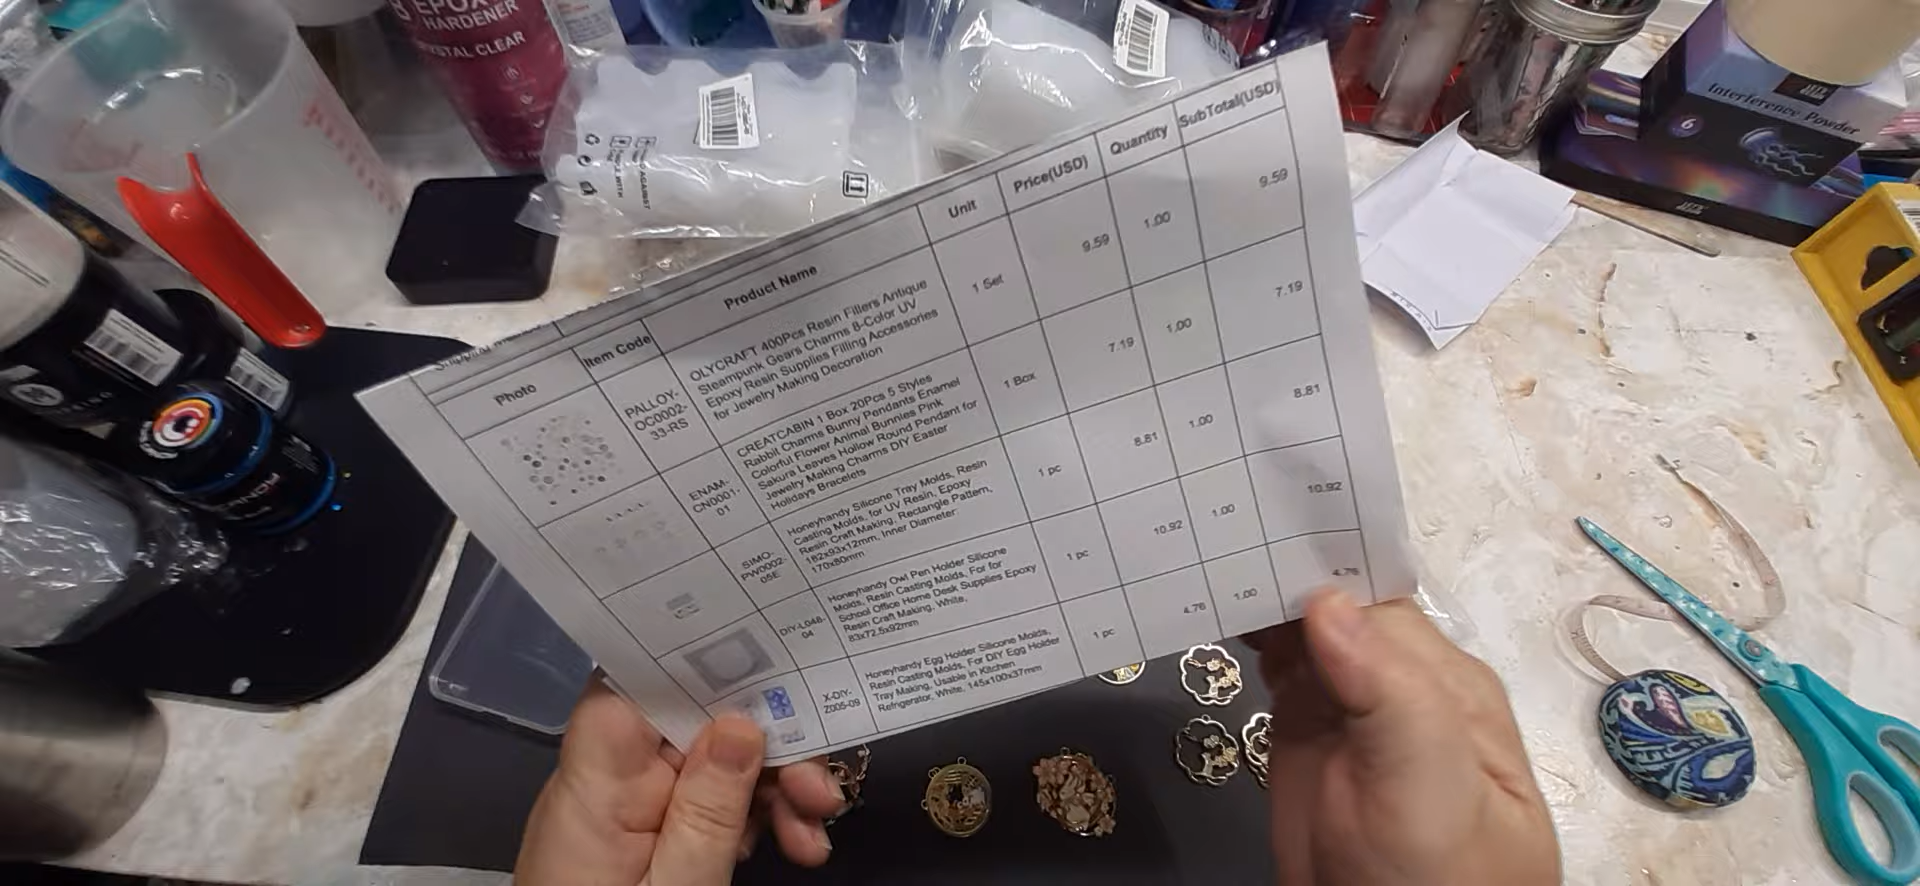 EPOXY
HARDENER
CRYSTAL CLEAR
Interference Powder
6
Photo
Item Code
Product Name
Unit
Price(USD)
Quantity
SubTotal(USD)
PALLOY-
OC0002-
33-RS
OLYCRAFT 400Pcs Resin Fillers Antique
Steampunk Gears Charms 8-Color UV
Epoxy Resin Supplies Filling Accessories
for Jewelry Making Decoration
1 Set
9.59
1.00
9.59
ENAM-
CN0001-
01
CREATCABIN 1 Box 20Pcs 5 Styles
Rabbit Charms Bunny Pendants Enamel
Colorful Flower Animal Bunnies Pink
Sakura Leaves Hollow Round Pendant for
Jewelry Making Charms DIY Easter
Holidays Bracelets
1 Box
7.19
1.00
7.19
SIMO-
PW0002-
05E
Honeyhandy Silicone Tray Molds, Resin
Casting Molds, for UV Resin, Epoxy
Resin Craft Making, Rectangle Pattern,
182x93x12mm, Inner Diameter:
170x80mm
1 pc
8.81
1.00
8.81
DIY-L048-
04
Honeyhandy Owl Pen Holder Silicone
Molds, Resin Casting Molds, For for
School Office Home Desk Supplies Epoxy
Resin Craft Making, White,
83x72.5x92mm
1 pc
10.92
1.00
10.92
X-DIY-
Z005-09
Honeyhandy Egg Holder Silicone Molds,
Resin Casting Molds, For DIY Egg Holder
Tray Making, Usable in Kitchen
Refrigerator, White, 145x100x37mm
1 pc
4.76
1.00
4.76